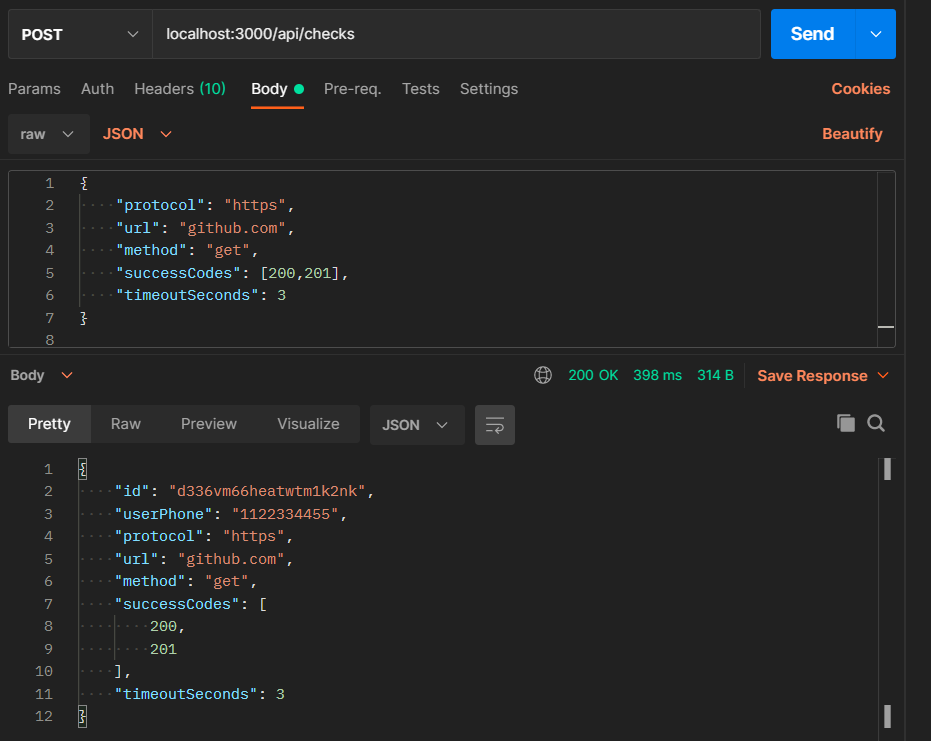 POST localhost:3000/api/checks Send
Params Auth Headers (10) Body Pre-req. Tests Settings Cookies
raw JSON Beautify
1 {
2 "protocol": "https",
3 "url": "github.com",
4 "method": "get",
5 "successCodes": [200,201],
6 "timeoutSeconds": 3
7 }
8
Body 200 OK 398 ms 314 B Save Response
Pretty Raw Preview Visualize JSON
1 {
2 "id": "d336vm66heatwtm1k2nk",
3 "userPhone": "1122334455",
4 "protocol": "https",
5 "url": "github.com",
6 "method": "get",
7 "successCodes": [
8 200,
9 201
10 ],
11 "timeoutSeconds": 3
12 }